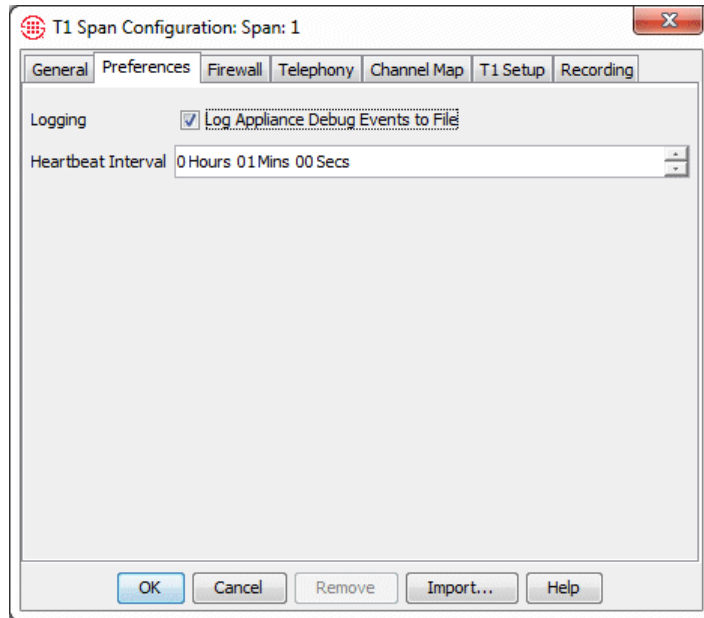 T1 Span Configuration: Span: 1
General Preferences Firewall Telephony Channel Map T1 Setup Recording
Logging Log Appliance Debug Events to File
Heartbeat Interval 0 Hours 01 Mins 00 Secs
OK Cancel Remove Import... Help